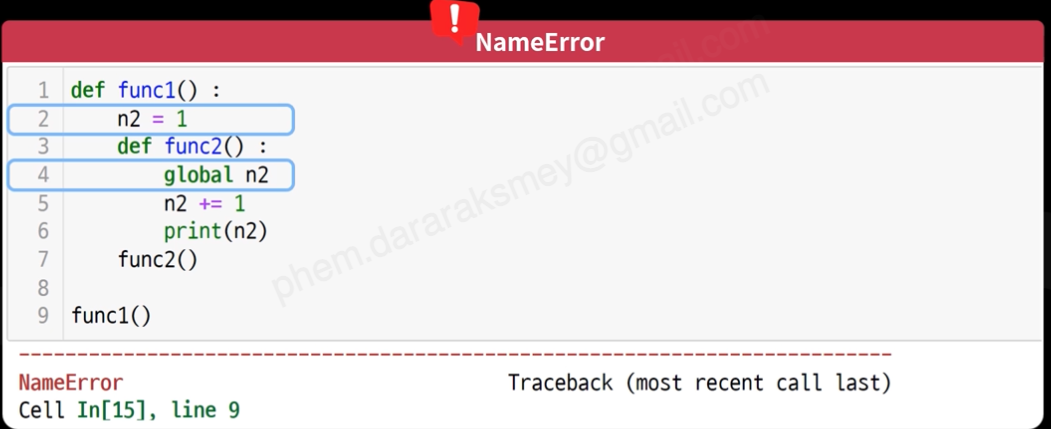 !
NameError
1 def func1() :
2     n2 = 1
3     def func2() :
4         global n2
5         n2 += 1
6         print(n2)
7     func2()
8
9 func1()
phem.dararaksmey@gmail.com
gmail.com
---------------------------------------------------------------------------
NameError                                 Traceback (most recent call last)
Cell In[15], line 9